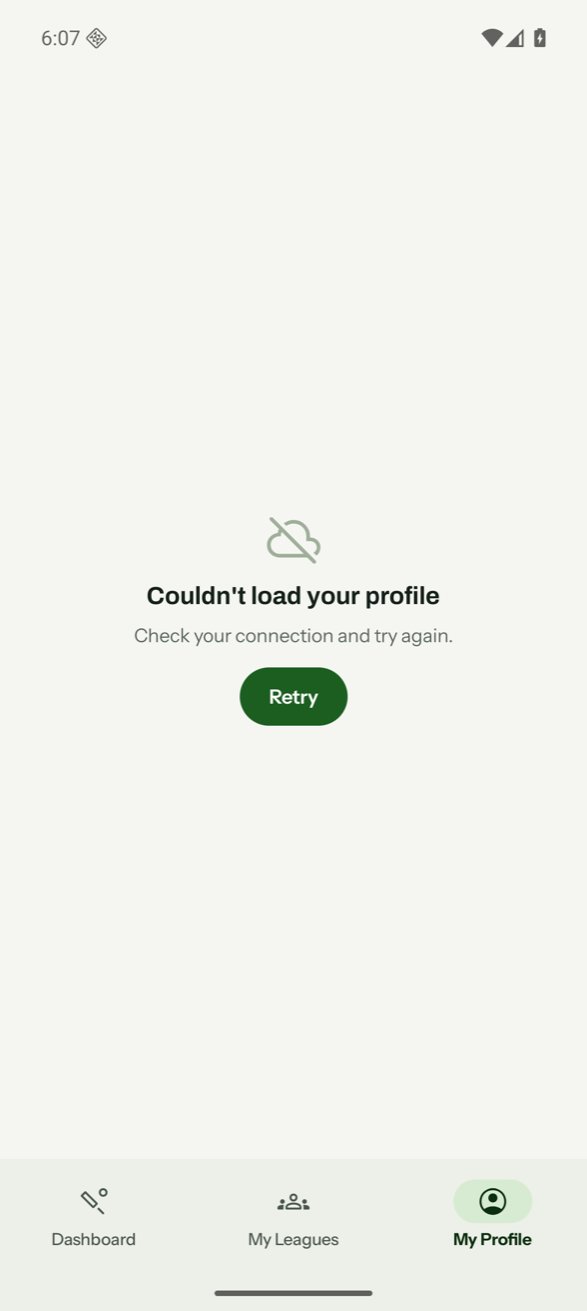 6:07
Couldn't load your profile
Check your connection and try again.
Retry
Dashboard
My Leagues
My Profile